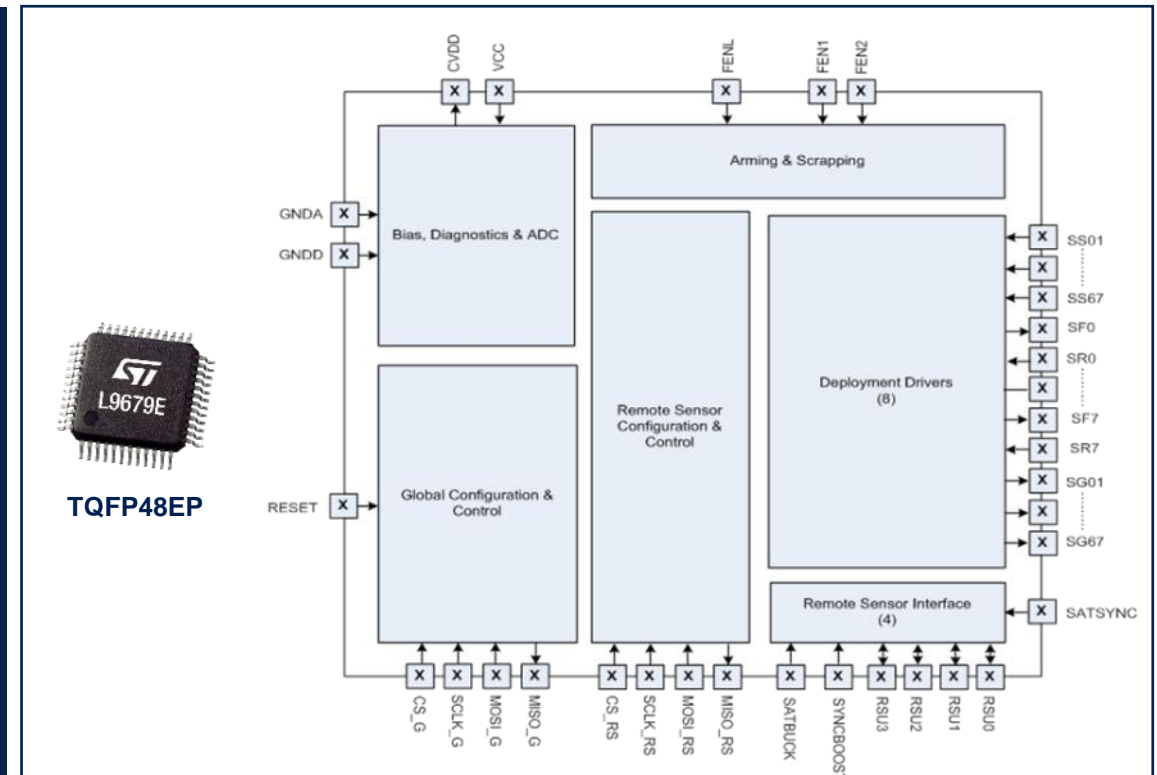 CVDD
VCC
FENL
FEN1
FEN2
X
X
X
X
X
Arming & Scrapping
Bias, Diagnostics & ADC
GNDA X
GNDD X
X SS01
X
X SS67
X SF0
X SR0
X
X SF7
X SR7
X SG01
X
X SG67
Deployment Drivers
(8)
Remote Sensor
Configuration &
Control
ST
L9679E
TQFP48EP
Global Configuration &
Control
RESET X
Remote Sensor Interface
(4)
X SATSYNC
X
X
X
X
X
X
X
X
X
X
X
X
X
X
CS_G
SCLK_G
MOSI_G
MISO_G
CS_RS
SCLK_RS
MOSI_RS
MISO_RS
SATBUCK
SYNCBOOST
RSU3
RSU2
RSU1
RSU0